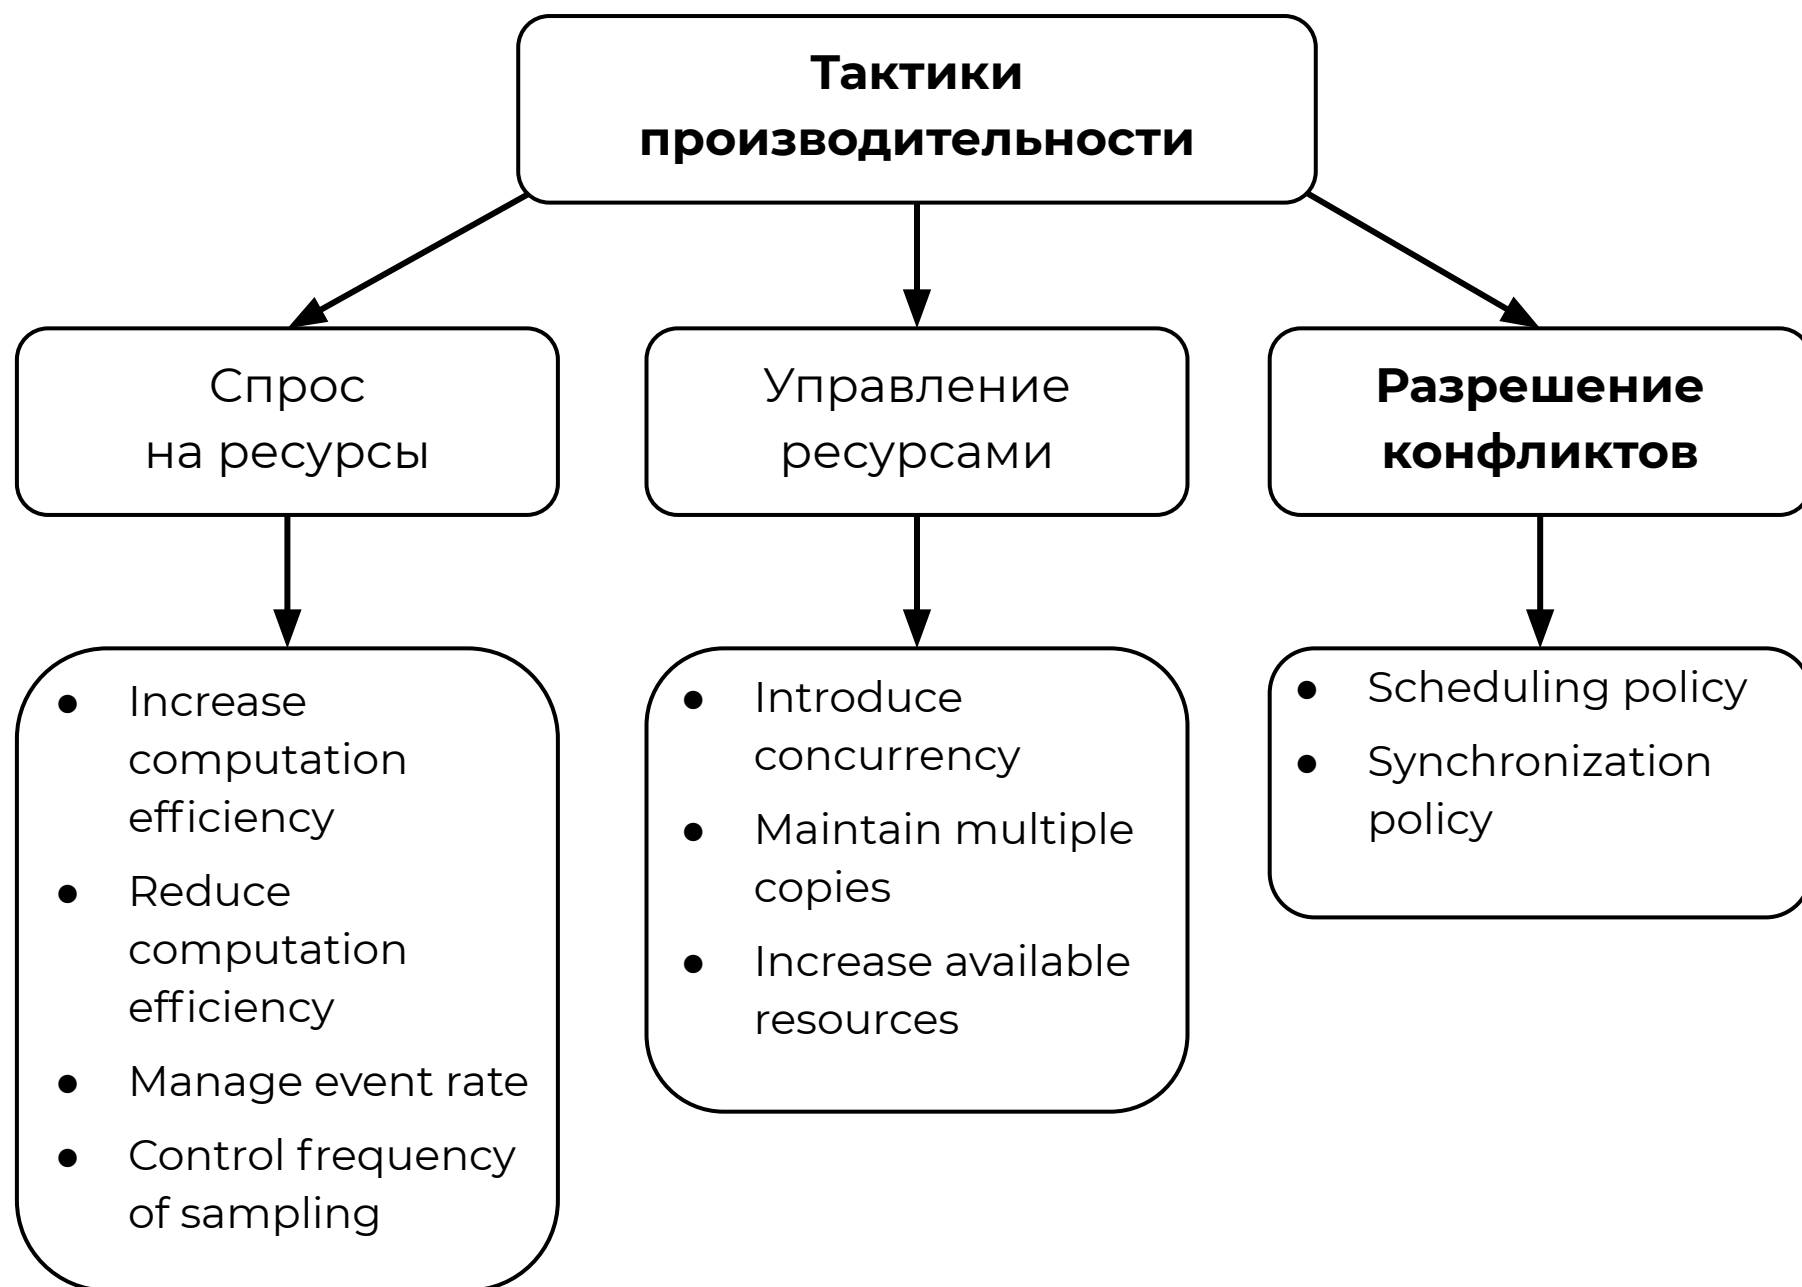 Тактики
производительности
Спрос
на ресурсы
Управление
ресурсами
Разрешение
конфликтов
● Increase
computation
efficiency
● Reduce
computation
efficiency
● Manage event rate
● Control frequency
of sampling
● Introduce
concurrency
● Maintain multiple
copies
● Increase available
resources
● Scheduling policy
● Synchronization
policy